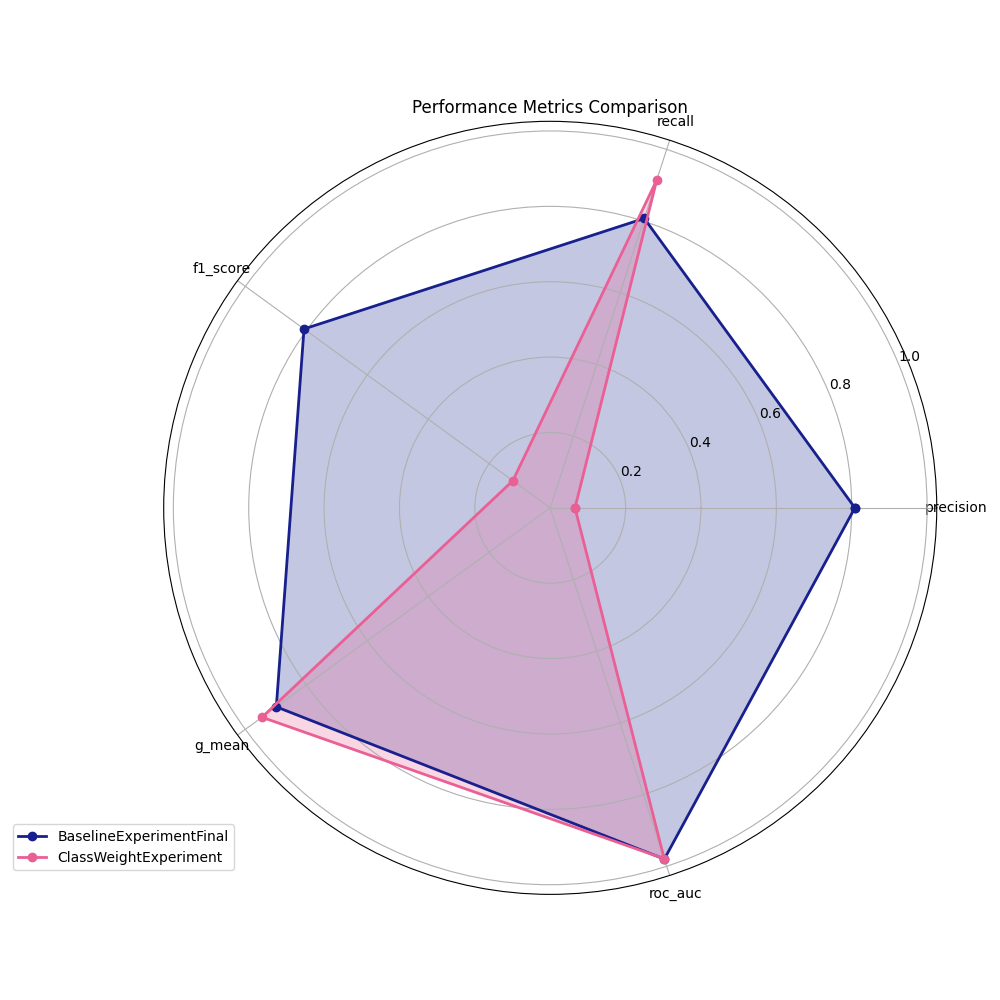 Performance Metrics Comparison
recall
f1_score
1.0
0.8
0.6
0.4
0.2
precision
g_mean
BaselineExperimentFinal
ClassWeightExperiment
roc_auc